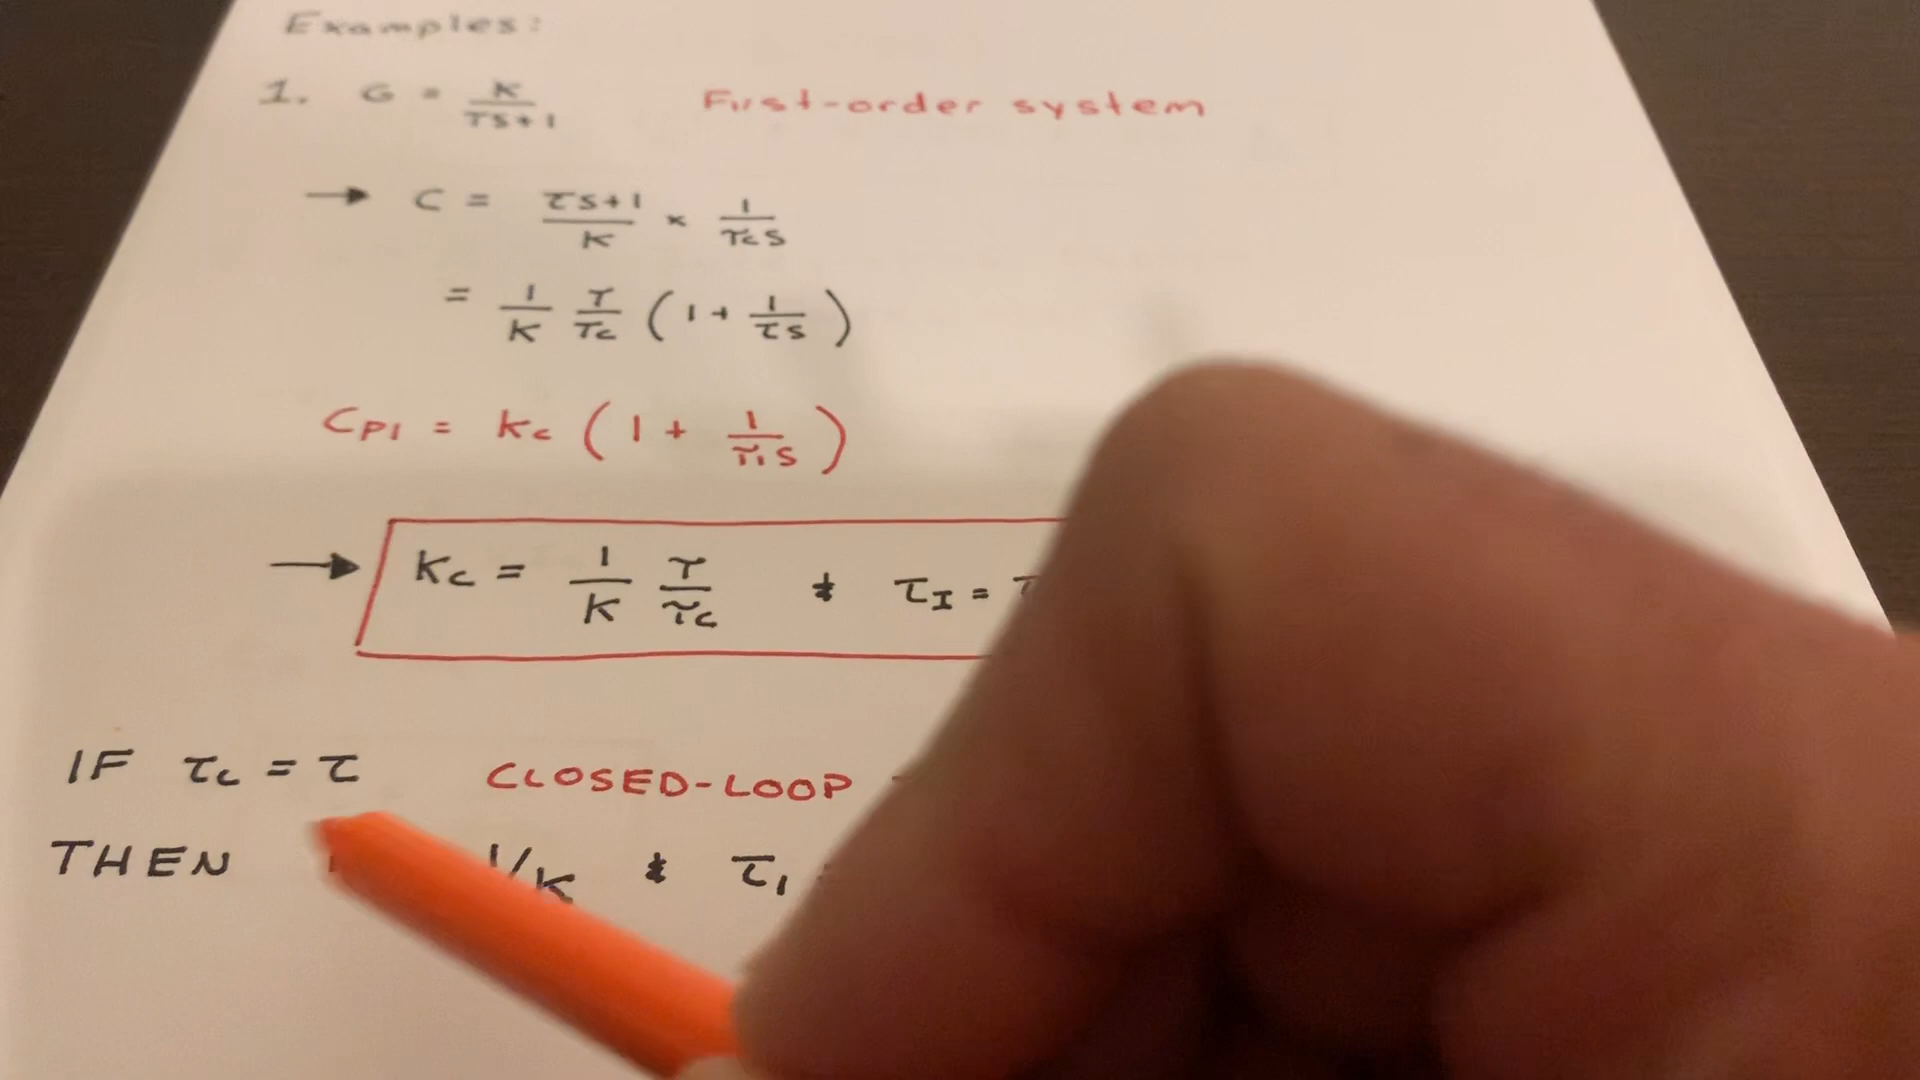 Examples:
1. G = K/(τs+1) First-order system
→ C = (τs+1)/K × 1/(τcs)
= 1/K τ/τc (1 + 1/(τs))
CPI = Kc (1 + 1/(τIs))
→ Kc = 1/K τ/τc & τI =
IF τc = τ CLOSED-LOOP
THEN 1/K & τI